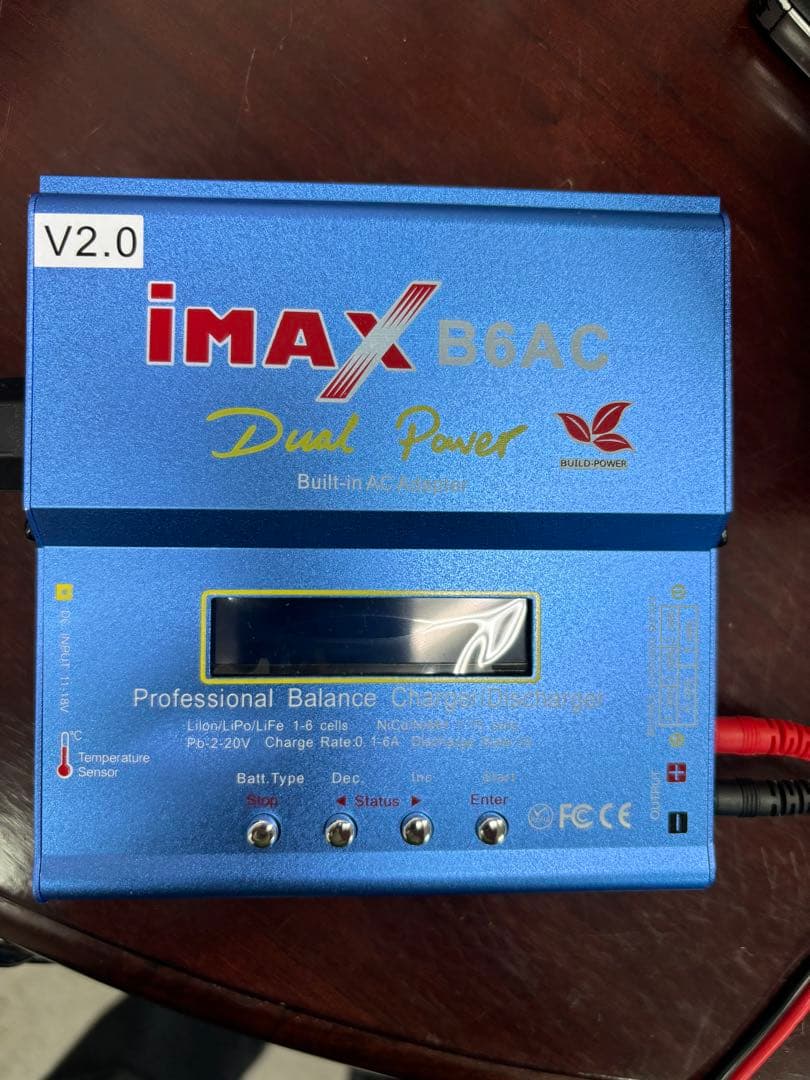 V2.0
iMAX B6AC
Dual Power
BUILD-POWER
Built-in AC Adapter
DC INPUT 11-18V
Professional Balance Charger/Discharger
LiIon/LiPo/LiFe 1-6 cells
Pb-2-20V Charge Rate:0.1-6A Discharge
°C
Temperature
Sensor
Batt.Type Dec. Inc. Start
Stop ◄ Status ► Enter
FC CE
OUTPUT
+
-